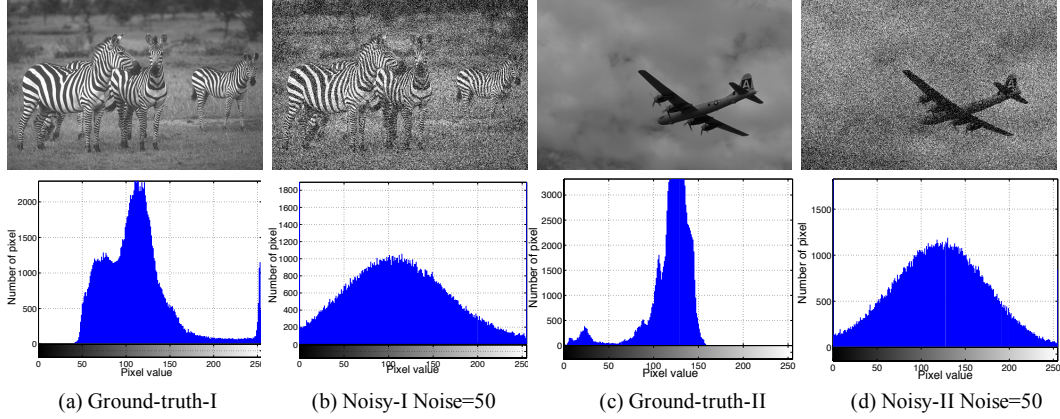 A
Number of pixel
2000
1500
1000
500
0
0 50 100 150 200 250
Pixel value
(a) Ground-truth-I
Number of pixel
1800
1600
1400
1200
1000
800
600
400
200
0
0 50 100 150 200 250
Pixel value
(b) Noisy-I Noise=50
Number of pixel
3000
2500
2000
1500
1000
500
0
0 50 100 150 200 250
Pixel value
(c) Ground-truth-II
Number of pixel
1500
1000
500
0
0 50 100 150 200 250
Pixel value
(d) Noisy-II Noise=50